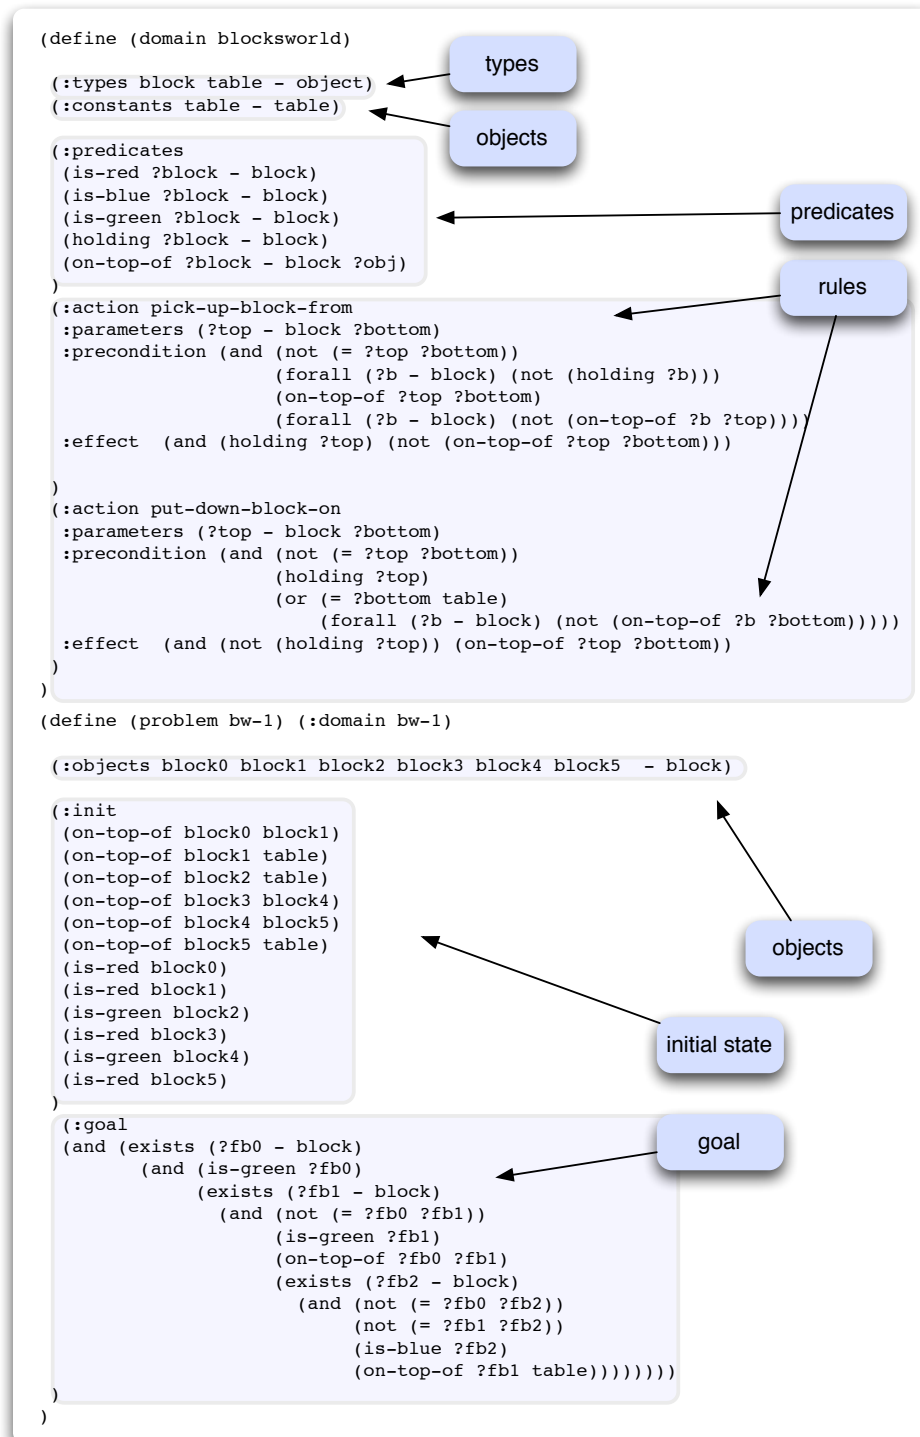 (define (domain blocksworld)
types
(:types block table - object)
(:constants table - table)
objects
(:predicates
(is-red ?block - block)
(is-blue ?block - block)
(is-green ?block - block)
predicates
(holding ?block - block)
(on-top-of ?block - block ?obj)
)
rules
(:action pick-up-block-from
:parameters (?top - block ?bottom)
:precondition (and (not (= ?top ?bottom))
(forall (?b - block) (not (holding ?b)))
(on-top-of ?top ?bottom)
(forall (?b - block) (not (on-top-of ?b ?top))))
:effect (and (holding ?top) (not (on-top-of ?top ?bottom)))
)
(:action put-down-block-on
:parameters (?top - block ?bottom)
:precondition (and (not (= ?top ?bottom))
(holding ?top)
(or (= ?bottom table)
(forall (?b - block) (not (on-top-of ?b ?bottom)))))
:effect (and (not (holding ?top)) (on-top-of ?top ?bottom))
)
)
(define (problem bw-1) (:domain bw-1)
(:objects block0 block1 block2 block3 block4 block5 - block)
(:init
(on-top-of block0 block1)
(on-top-of block1 table)
(on-top-of block2 table)
(on-top-of block3 block4)
(on-top-of block4 block5)
(on-top-of block5 table)
objects
(is-red block0)
(is-red block1)
(is-green block2)
(is-red block3)
initial state
(is-green block4)
(is-red block5)
)
(:goal
goal
(and (exists (?fb0 - block)
(and (is-green ?fb0)
(exists (?fb1 - block)
(and (not (= ?fb0 ?fb1))
(is-green ?fb1)
(on-top-of ?fb0 ?fb1)
(exists (?fb2 - block)
(and (not (= ?fb0 ?fb2))
(not (= ?fb1 ?fb2))
(is-blue ?fb2)
(on-top-of ?fb1 table))))))))
)
)